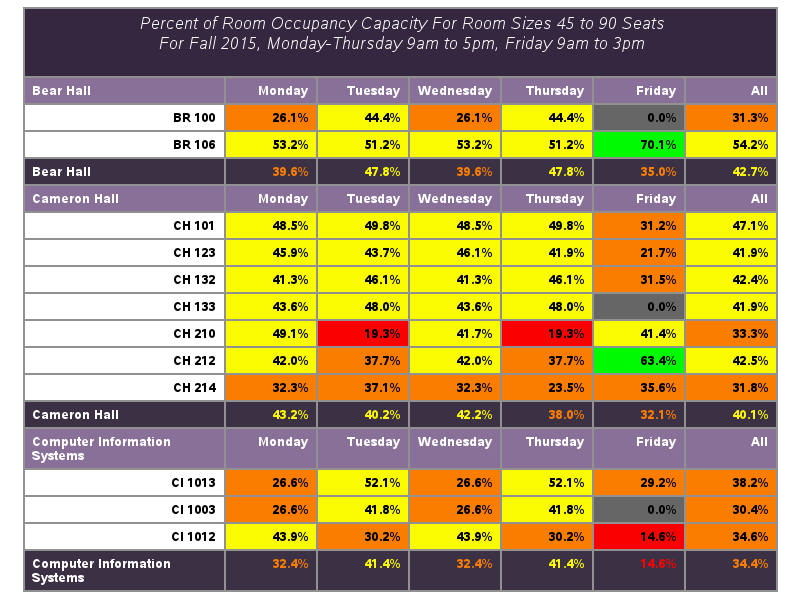 Percent of Room Occupancy Capacity For Room Sizes 45 to 90 Seats
For Fall 2015, Monday-Thursday 9am to 5pm, Friday 9am to 3pm
Bear Hall Monday Tuesday Wednesday Thursday Friday All
BR 100 26.1% 44.4% 26.1% 44.4% 0.0% 31.3%
BR 106 53.2% 51.2% 53.2% 51.2% 70.1% 54.2%
Bear Hall 39.6% 47.8% 39.6% 47.8% 35.0% 42.7%
Cameron Hall Monday Tuesday Wednesday Thursday Friday All
CH 101 48.5% 49.8% 48.5% 49.8% 31.2% 47.1%
CH 123 45.9% 43.7% 46.1% 41.9% 21.7% 41.9%
CH 132 41.3% 46.1% 41.3% 46.1% 31.5% 42.4%
CH 133 43.6% 48.0% 43.6% 48.0% 0.0% 41.9%
CH 210 49.1% 19.3% 41.7% 19.3% 41.4% 33.3%
CH 212 42.0% 37.7% 42.0% 37.7% 63.4% 42.5%
CH 214 32.3% 37.1% 32.3% 23.5% 35.6% 31.8%
Cameron Hall 43.2% 40.2% 42.2% 38.0% 32.1% 40.1%
Computer Information Monday Tuesday Wednesday Thursday Friday All
Systems
CI 1013 26.6% 52.1% 26.6% 52.1% 29.2% 38.2%
CI 1003 26.6% 41.8% 26.6% 41.8% 0.0% 30.4%
CI 1012 43.9% 30.2% 43.9% 30.2% 14.6% 34.6%
Computer Information 32.4% 41.4% 32.4% 41.4% 14.6% 34.4%
Systems